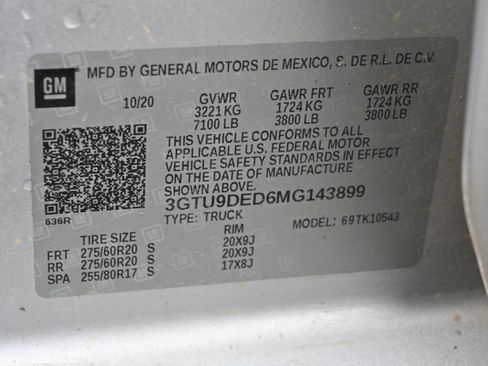 GM
MFD BY GENERAL MOTORS DE MEXICO, S. DE R.L. DE C.V.
10/20 GVWR GAWR FRT GAWR RR
3221 KG 1724 KG 1724 KG
7100 LB 3800 LB 3800 LB
THIS VEHICLE CONFORMS TO ALL
APPLICABLE U.S. FEDERAL MOTOR
VEHICLE SAFETY STANDARDS IN EFFECT
ON THE DATE OF MANUFACTURE
SHOWN ABOVE.
636R
3GTU9DED6MG143899
TYPE: TRUCK MODEL: 69TK10543
TIRE SIZE RIM
FRT 275/60R20 S 20X9J
RR 275/60R20 S 20X9J
SPA 255/80R17 S 17X8J